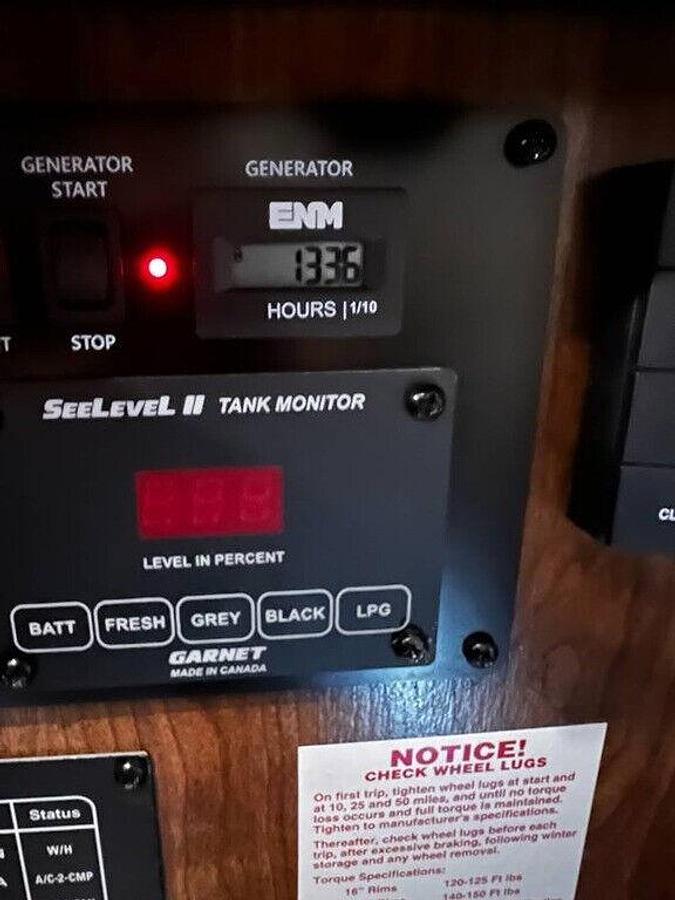 GENERATOR
START
STOP
GENERATOR
ENM
1336
HOURS | 1/10
SEELEVEL II TANK MONITOR
LEVEL IN PERCENT
BATT FRESH GREY BLACK LPG
GARNET
MADE IN CANADA
NOTICE!
CHECK WHEEL LUGS
On first trip, tighten wheel lugs at start and
at 10, 25 and 50 miles, and until no torque
loss occurs and full torque is maintained.
Tighten to manufacturer's specifications.
Thereafter, check wheel lugs before each
trip, after excessive braking, following winter
storage and any wheel removal.
Torque Specifications:
16" Rims 120-125 Ft lbs
140-150 Ft lbs
Status
W/H
A/C-2-CMP